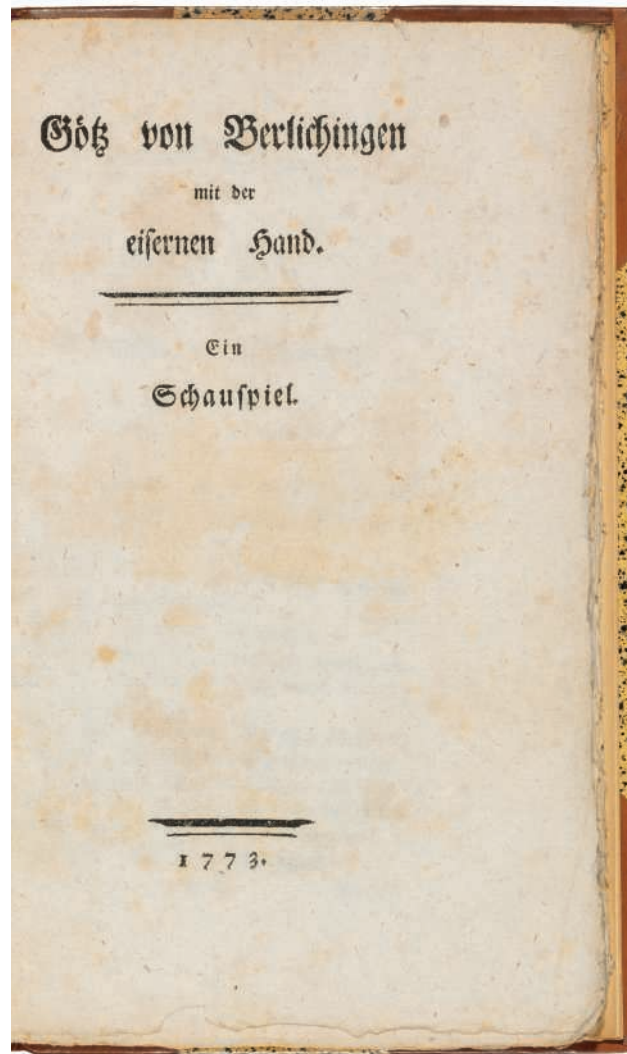 Götz von Berlichingen
mit der
eiſernen Hand.
Ein
Schauſpiel.
1773.